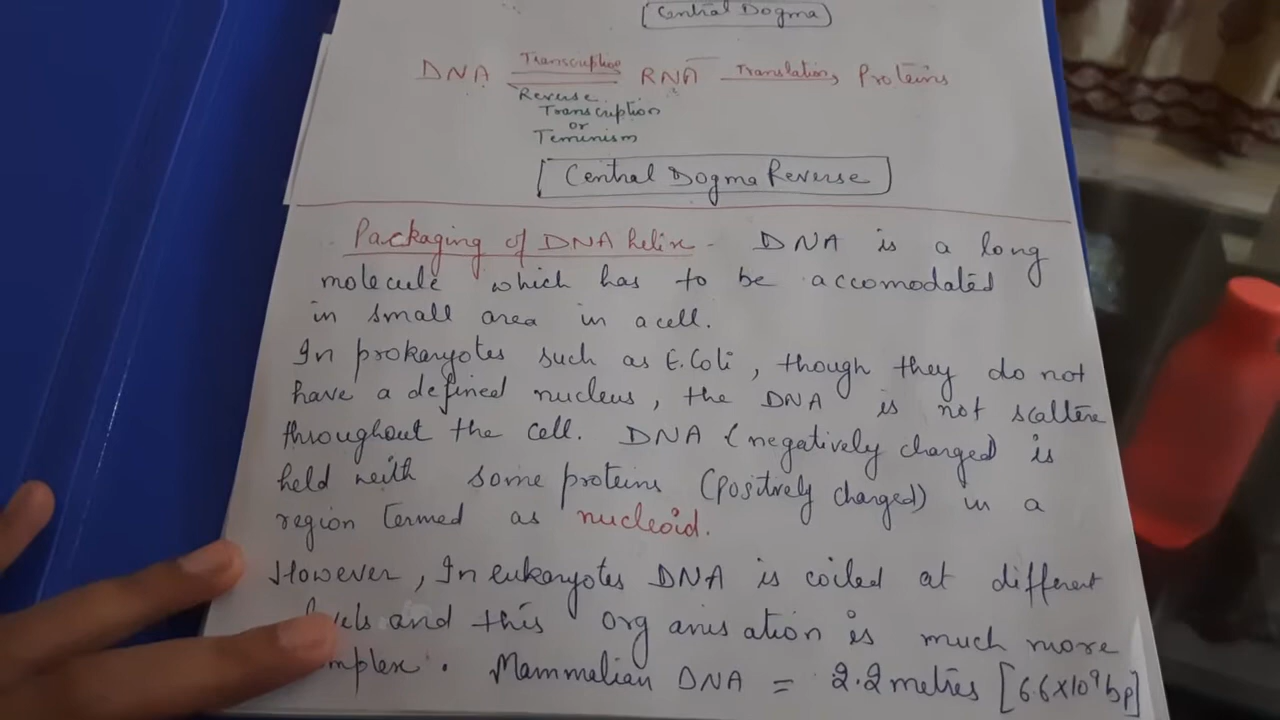 Central Dogma
DNA Transcription RNA Translation Proteins
Reverse
Transcription
or
Teminism
Central Dogma Reverse
Packaging of DNA helix - DNA is a long
molecule which has to be accomodated
in small area in a cell.
In prokaryotes such as E.Coli, though they do not
have a defined nucleus, the DNA is not scattere
throughout the cell. DNA (negatively charged) is
held with some proteins (positively charged) in a
region termed as nucleoid.
However, In eukaryotes DNA is coiled at different
and this organisation is much more
Mammalian DNA = 2.2 metres [6.6×10⁹ bp]